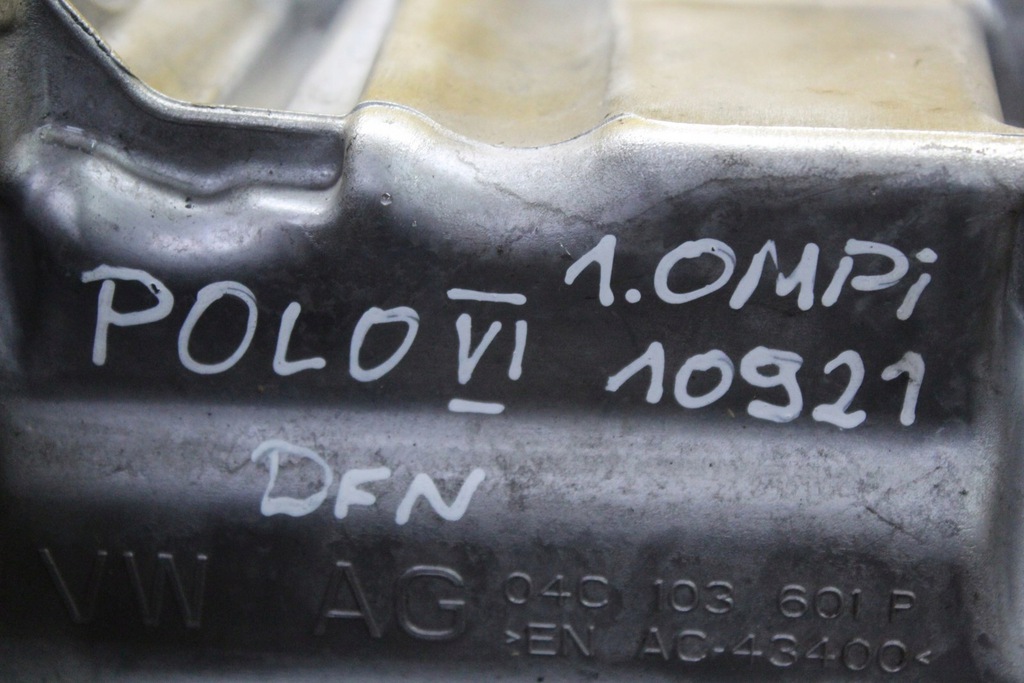 POLO VI 1.0MPi
10921
DFN
VW AG 04C 103 601 P
>EN AC-43400<